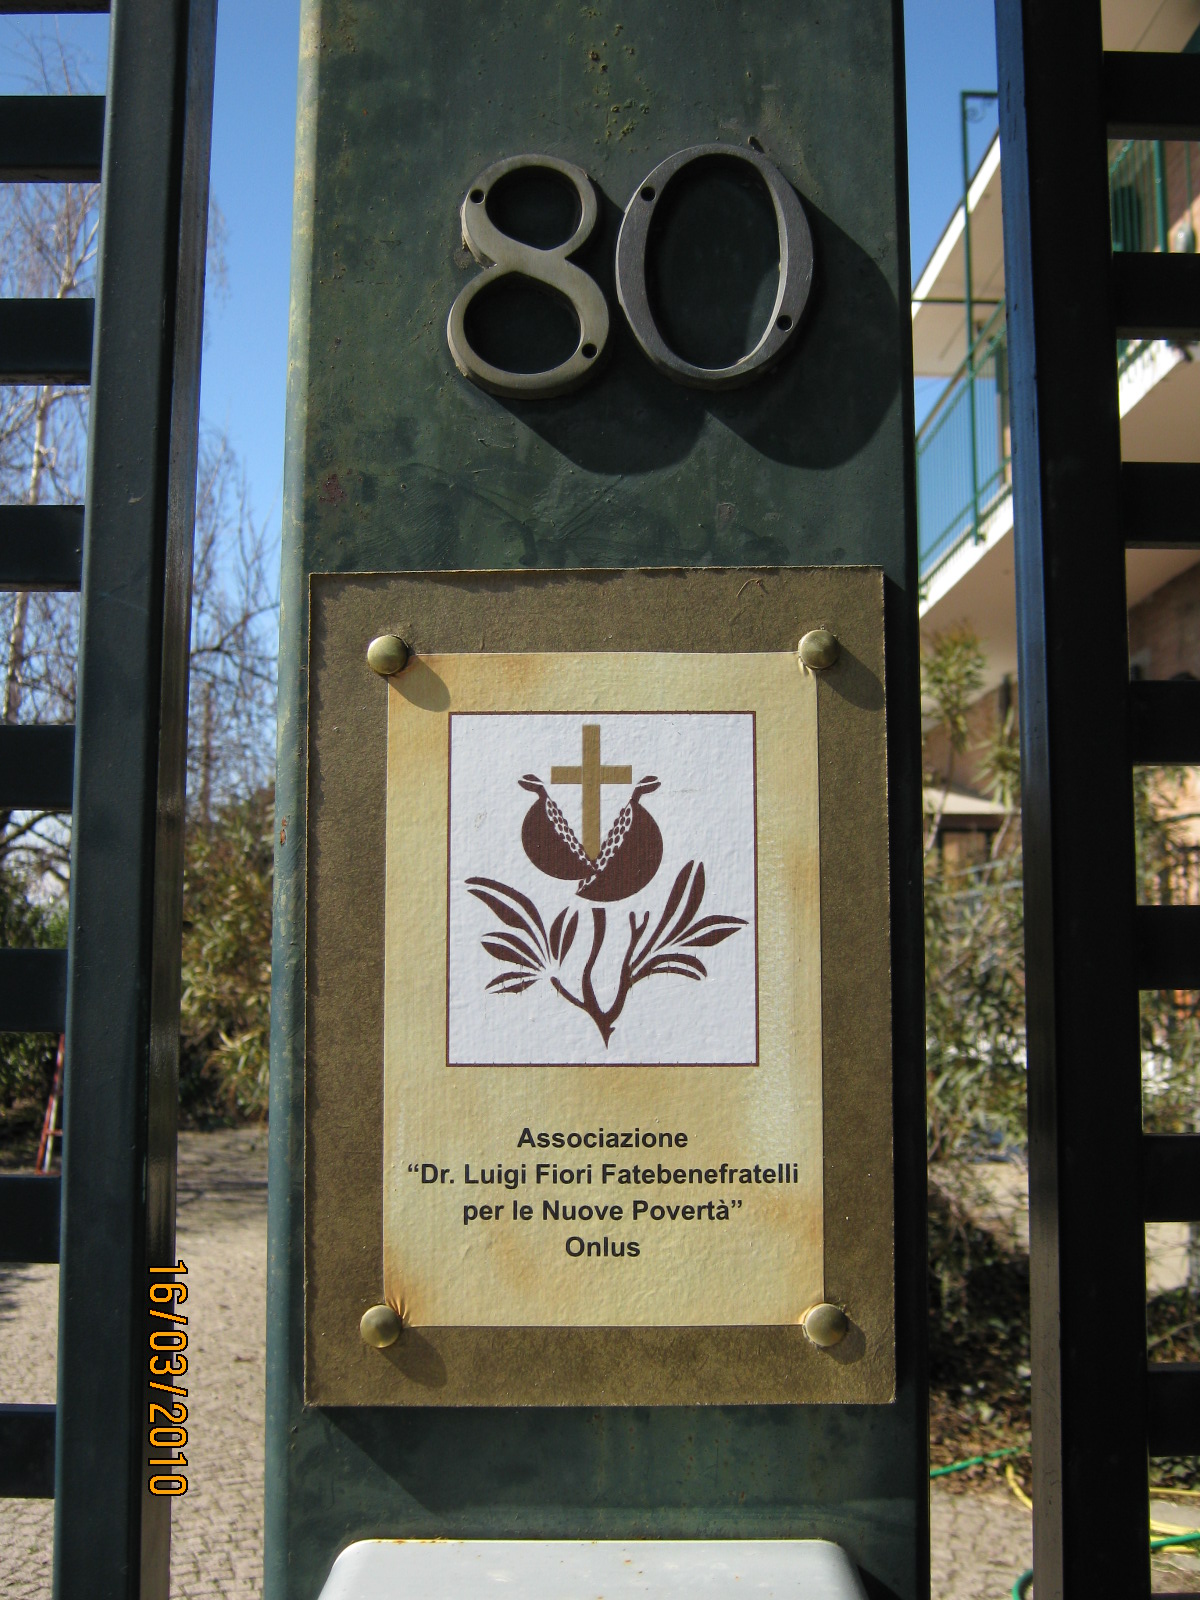 80
Associazione
“Dr. Luigi Fiori Fatebenefratelli
per le Nuove Povertà”
Onlus
16/03/2010